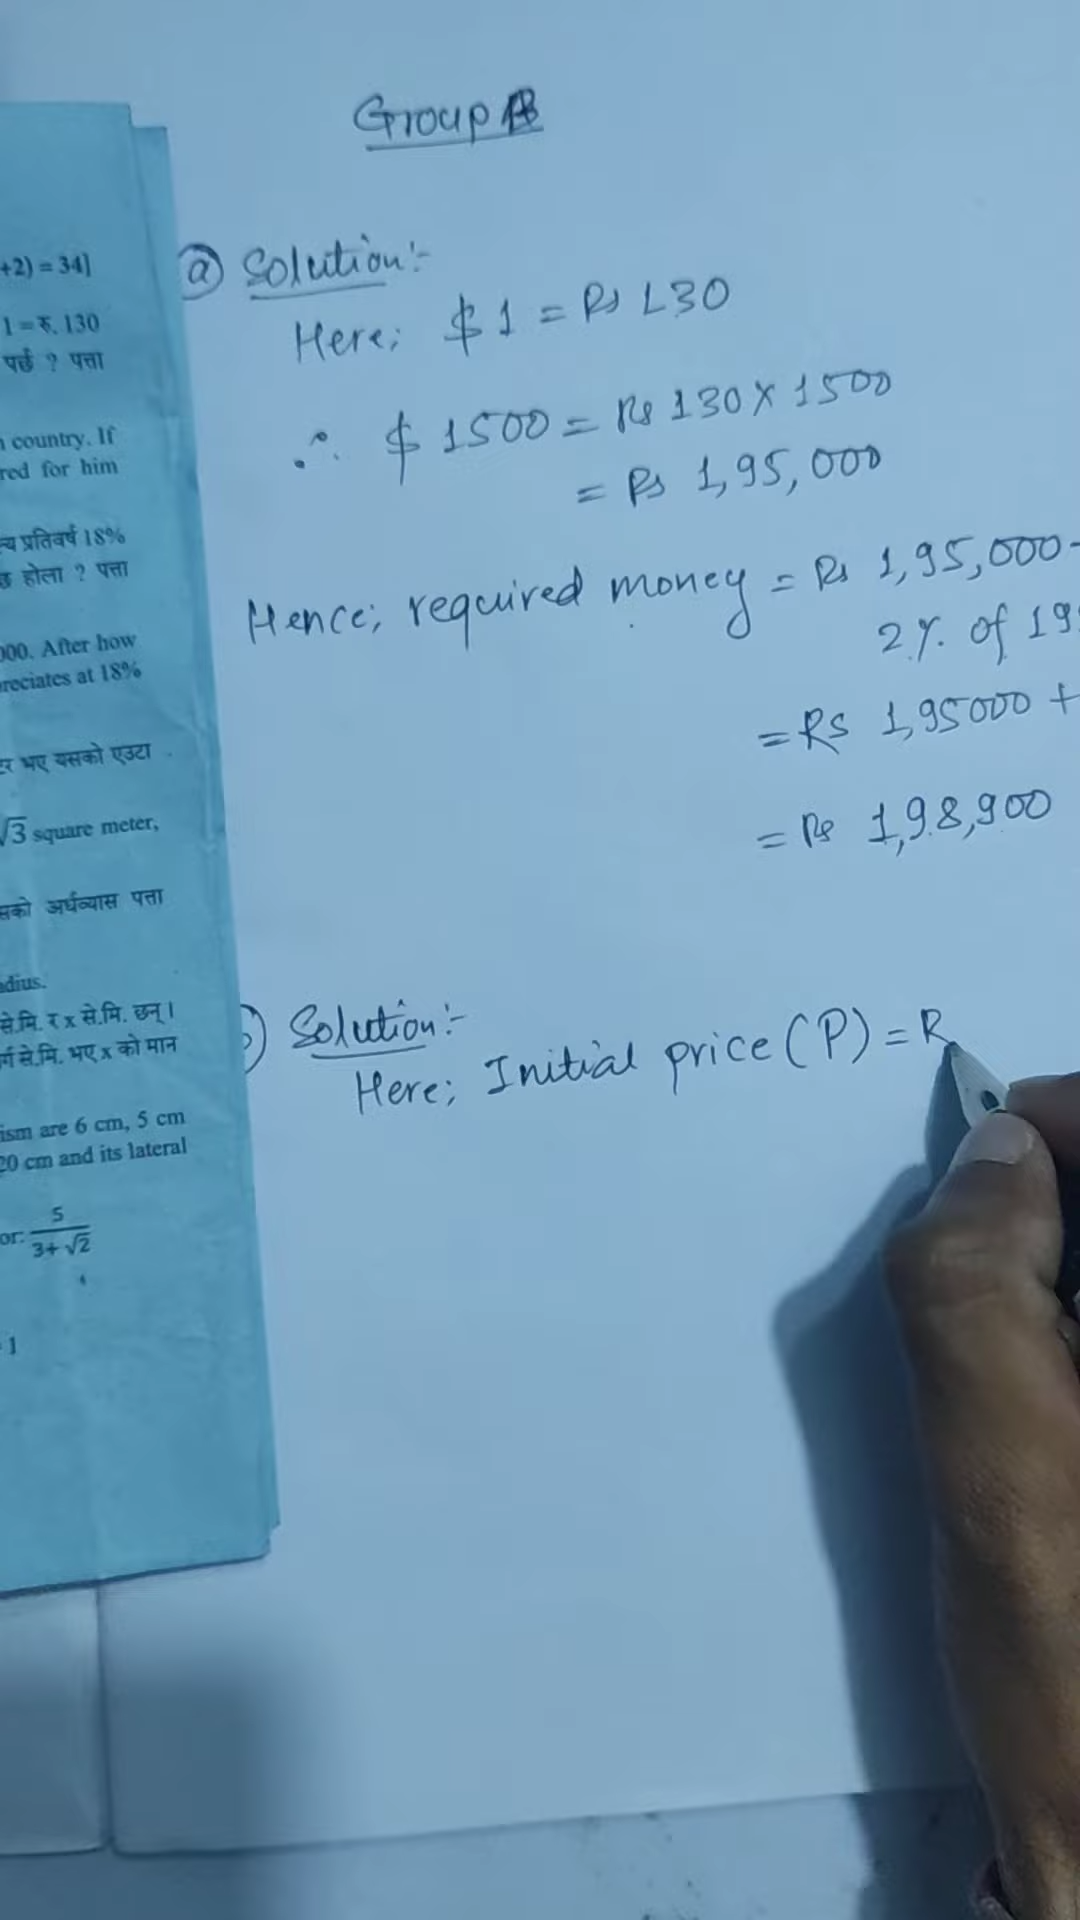 Group B
+2) = 34]
1 = रु. 130
पर्छ ? पत्ता
country. If
red for him
प्रतिवर्ष 18%
होला ? पत्ता
000. After how
reciates at 18%
भए यसको एउटा
√3 square meter,
सको अर्धव्यास पत्ता
adius.
से.मि. र x से.मि. छन् ।
र्ग से.मि. भए x को मान
ism are 6 cm, 5 cm
20 cm and its lateral
or: 5/(3+√2)
1
(a) Solution:-
Here; $ 1 = Rs 130
∴ $ 1500 = Rs 130 x 1500
= Rs 1,95,000
Hence; required money = Rs 1,95,000
2% of 19
= Rs 1,95000 +
= Rs 1,98,900
Solution:-
Here; Initial price (P) = R